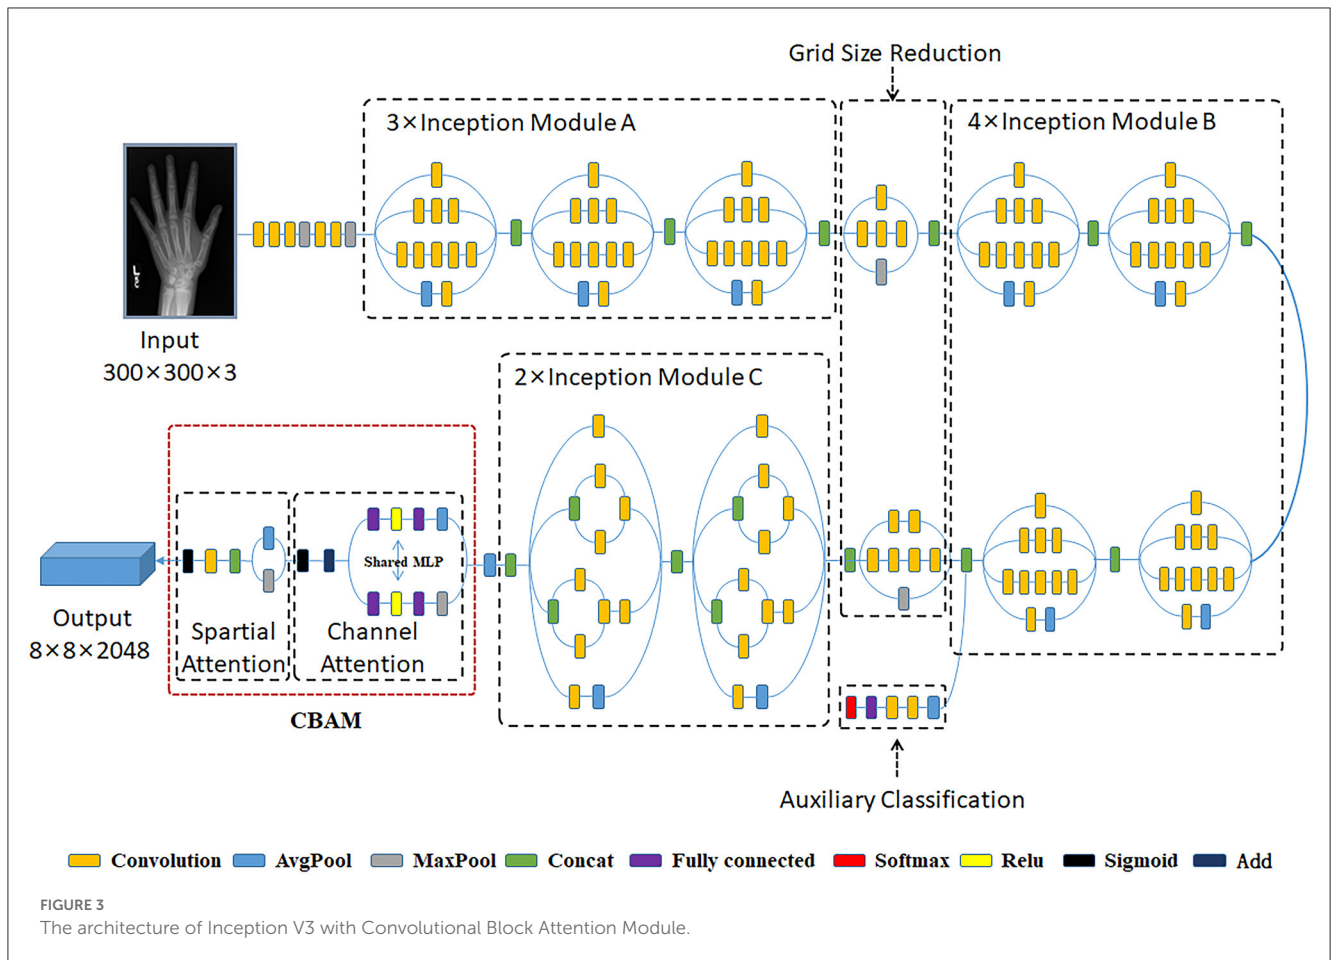 Grid Size Reduction
3×Inception Module A
4×Inception Module B
Input
300×300×3
2×Inception Module C
Shared MLP
Spartial
Attention
Channel
Attention
Output
8×8×2048
CBAM
Auxiliary Classification
Convolution AvgPool MaxPool Concat Fully connected Softmax Relu Sigmoid Add
FIGURE 3
The architecture of Inception V3 with Convolutional Block Attention Module.